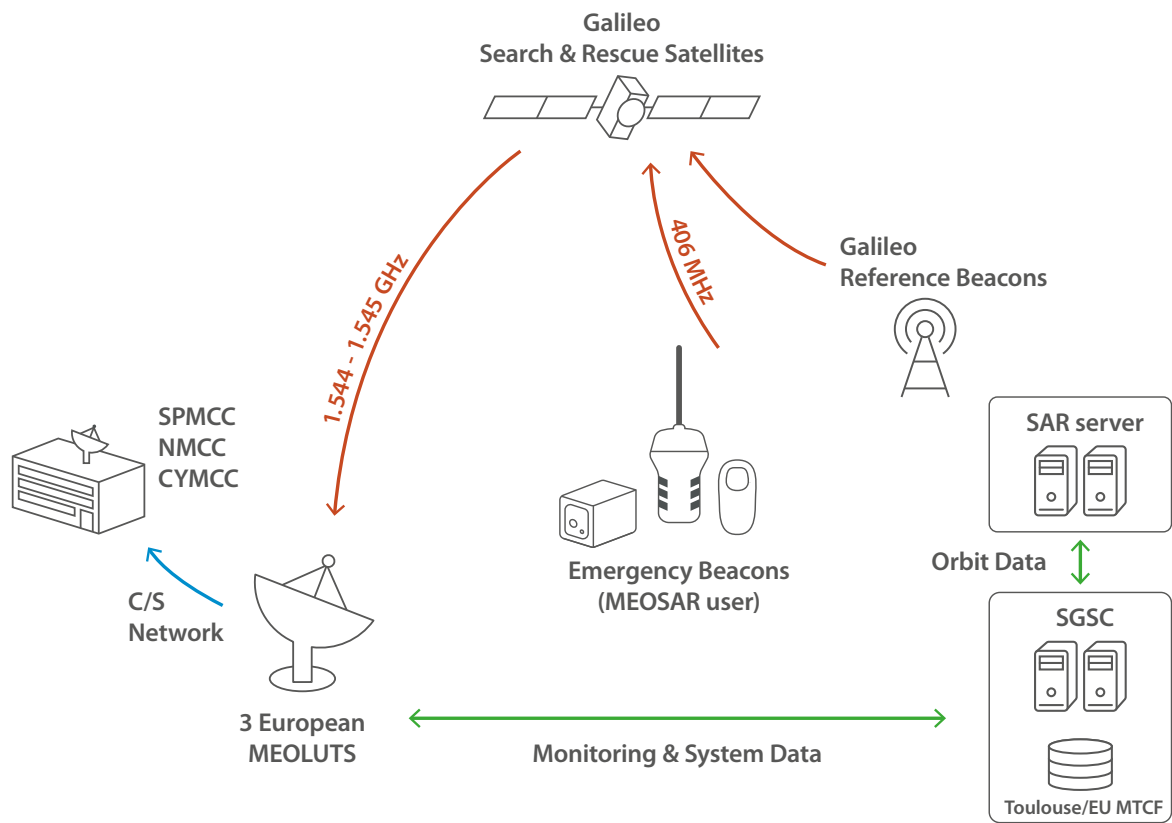 Galileo
Search & Rescue Satellites
1.544 - 1.545 GHz
406 MHz
Galileo
Reference Beacons
SPMCC
NMCC
CYMCC
SAR server
Orbit Data
Emergency Beacons
(MEOSAR user)
C/S
Network
SGSC
3 European
MEOLUTS
Monitoring & System Data
Toulouse/EU MTCF